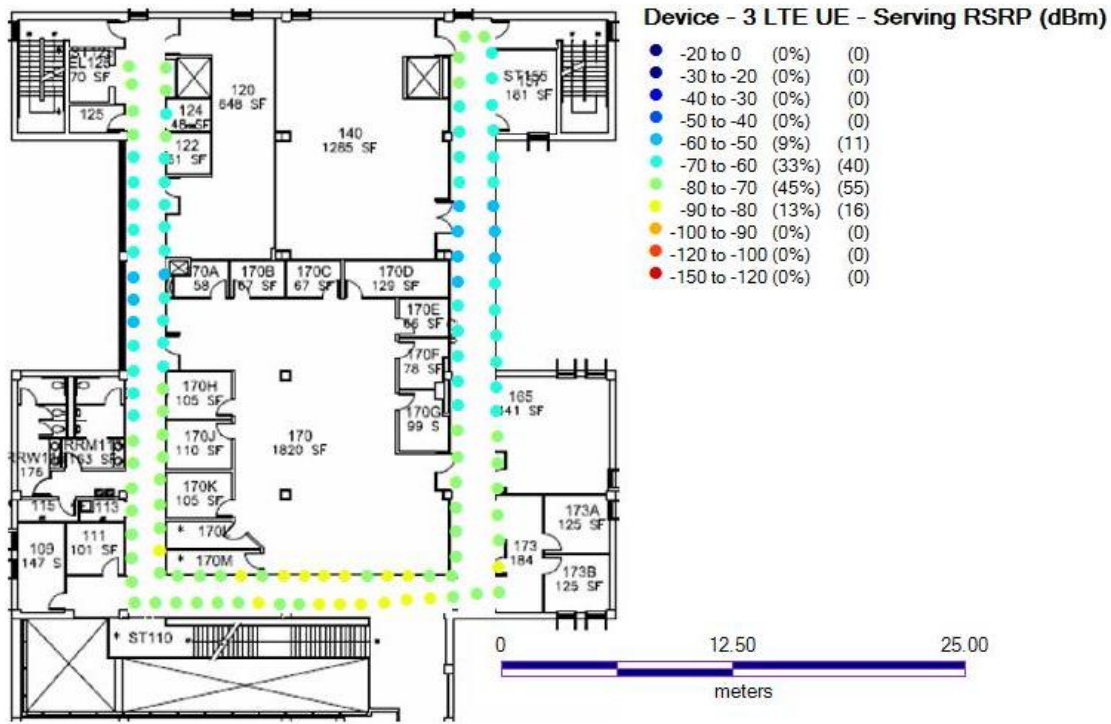 Device - 3 LTE UE - Serving RSRP (dBm)
-20 to 0 (0%) (0)
-30 to -20 (0%) (0)
-40 to -30 (0%) (0)
-50 to -40 (0%) (0)
-60 to -50 (9%) (11)
-70 to -60 (33%) (40)
-80 to -70 (45%) (55)
-90 to -80 (13%) (16)
-100 to -90 (0%) (0)
-120 to -100 (0%) (0)
-150 to -120 (0%) (0)
70 SF
125
120
648 SF
124
122
140
1285 SF
181 SF
170A
58
170B
67 SF
170C
67 SF
170D
129 SF
170E
66 SF
170F
78 SF
170G
99 S
170H
105 SF
170J
110 SF
170K
105 SF
170
1820 SF
* 170M
165
176
115
113
111
101 SF
109
147 S
173A
125 SF
173
184
173B
125 SF
* ST110
0 12.50 25.00
meters